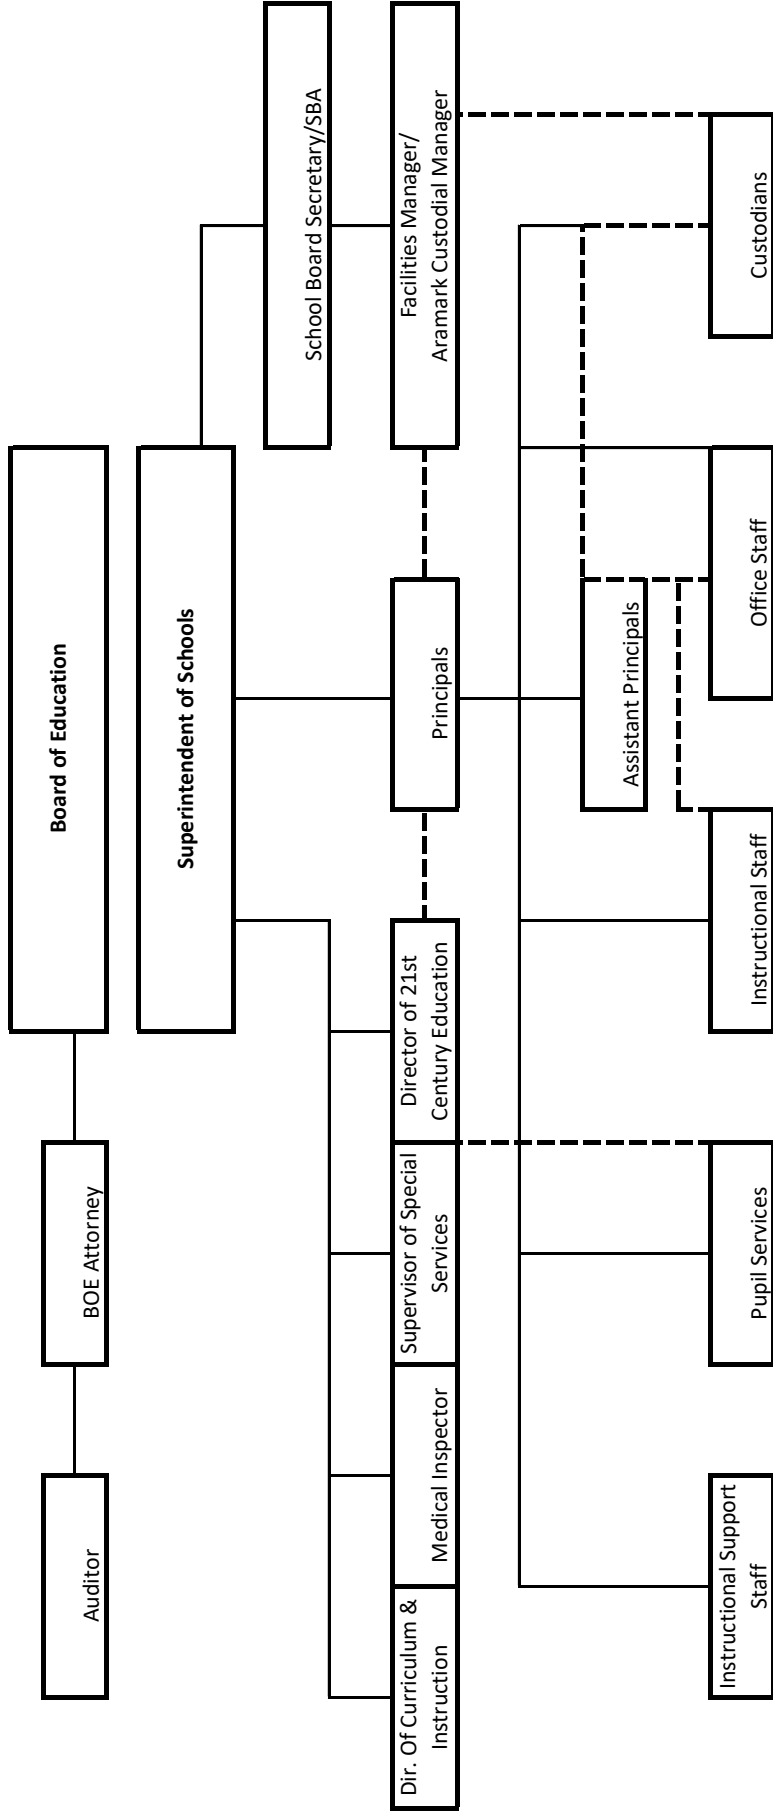 Board of Education
Auditor
BOE Attorney
Superintendent of Schools
School Board Secretary/SBA
Dir. Of Curriculum &
Instruction
Medical Inspector
Supervisor of Special
Services
Director of 21st
Century Education
Principals
Facilities Manager/
Aramark Custodial Manager
Assistant Principals
Instructional Support
Staff
Pupil Services
Instructional Staff
Office Staff
Custodians